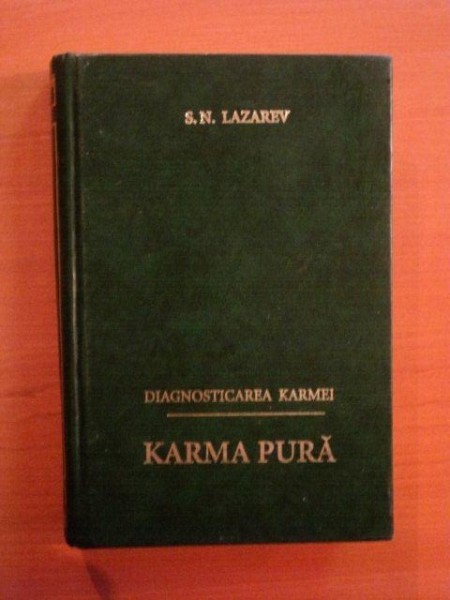 S.N. LAZAREV
DIAGNOSTICAREA KARMEI
KARMA PURĂ